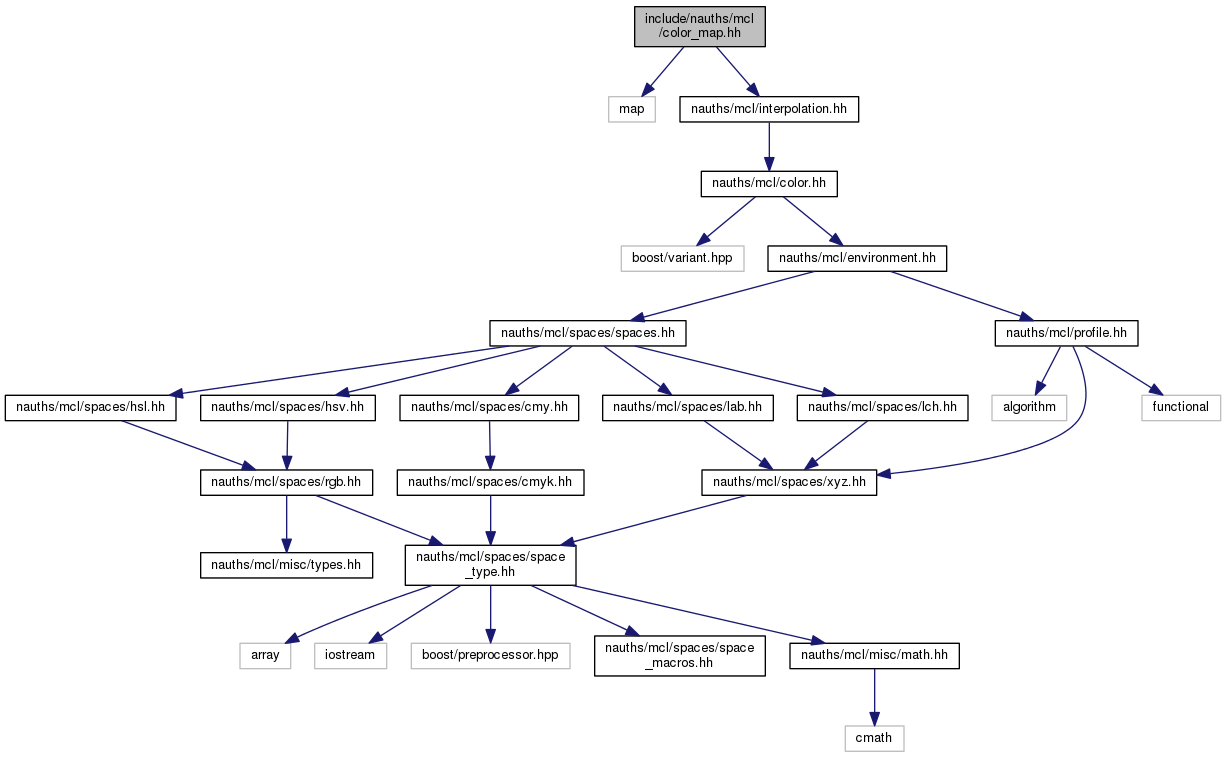 include/nauths/mcl
/color_map.hh
map
nauths/mcl/interpolation.hh
nauths/mcl/color.hh
boost/variant.hpp
nauths/mcl/environment.hh
nauths/mcl/spaces/spaces.hh
nauths/mcl/profile.hh
nauths/mcl/spaces/hsl.hh
nauths/mcl/spaces/hsv.hh
nauths/mcl/spaces/cmy.hh
nauths/mcl/spaces/lab.hh
nauths/mcl/spaces/lch.hh
algorithm
functional
nauths/mcl/spaces/rgb.hh
nauths/mcl/spaces/cmyk.hh
nauths/mcl/spaces/xyz.hh
nauths/mcl/misc/types.hh
nauths/mcl/spaces/space
_type.hh
array
iostream
boost/preprocessor.hpp
nauths/mcl/spaces/space
_macros.hh
nauths/mcl/misc/math.hh
cmath